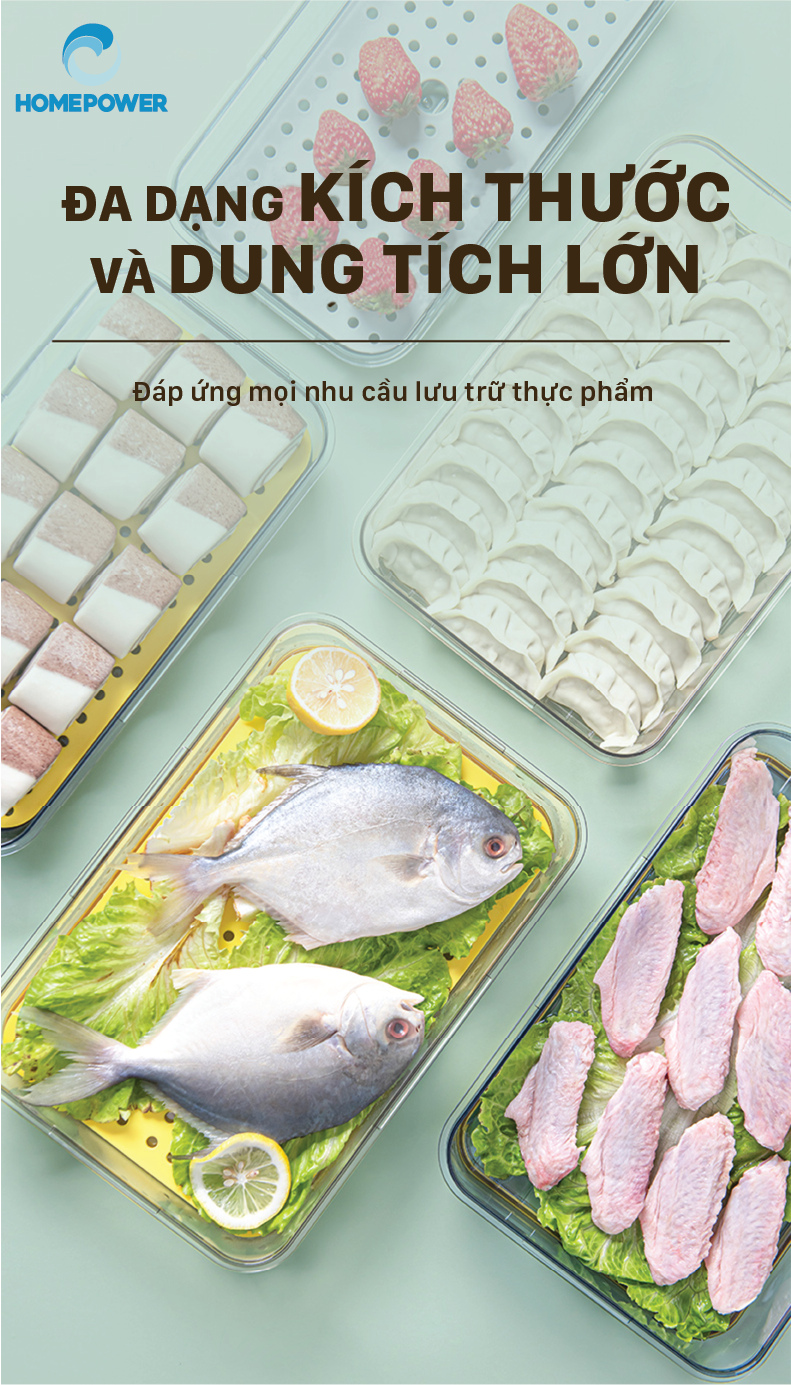 HOMEPOWER
ĐA DẠNG KÍCH THƯỚC
VÀ DUNG TÍCH LỚN
Đáp ứng mọi nhu cầu lưu trữ thực phẩm